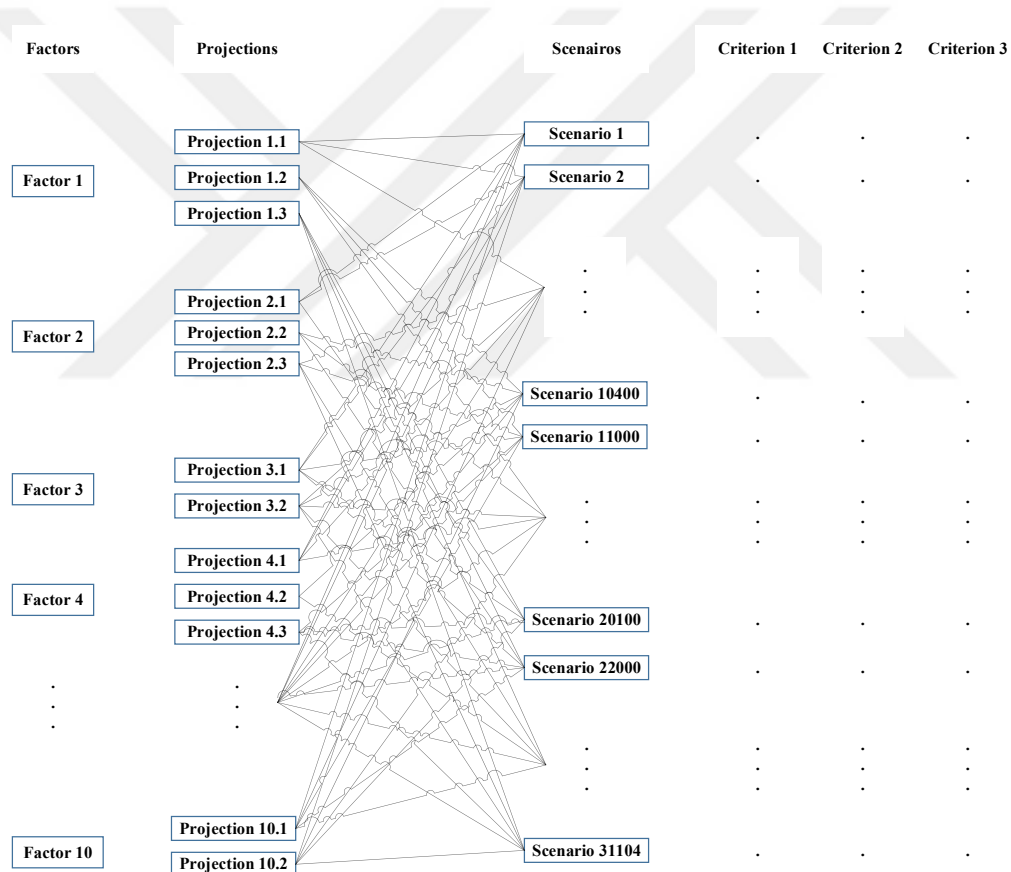 Factors Projections Scenairos Criterion 1 Criterion 2 Criterion 3
Projection 1.1
Scenario 1
Factor 1
Projection 1.2
Scenario 2
Projection 1.3
Projection 2.1
Factor 2
Projection 2.2
Projection 2.3
Scenario 10400
Scenario 11000
Factor 3
Projection 3.1
Projection 3.2
Projection 4.1
Factor 4
Projection 4.2
Scenario 20100
Projection 4.3
Scenario 22000
Projection 10.1
Factor 10
Scenario 31104
Projection 10.2